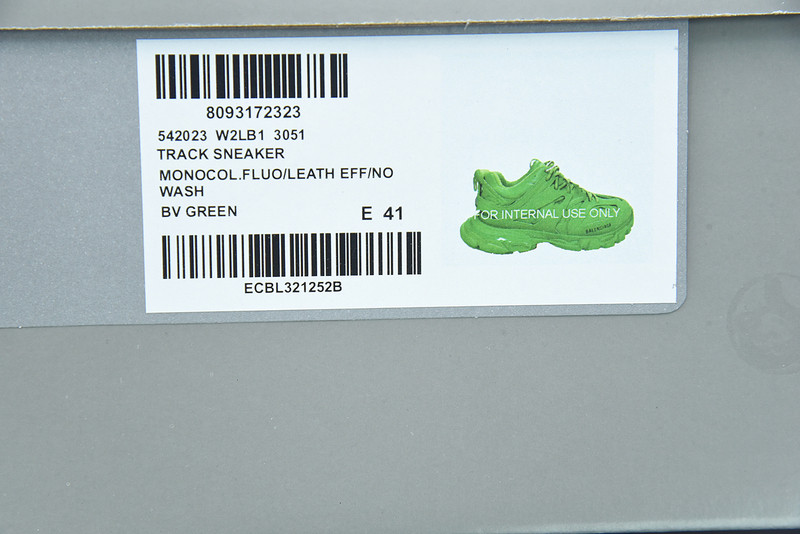 8093172323
542023 W2LB1 3051
TRACK SNEAKER
MONOCOL.FLUO/LEATH EFF/NO
WASH
BV GREEN E 41
ECBL321252B
FOR INTERNAL USE ONLY
BALENCIAGA